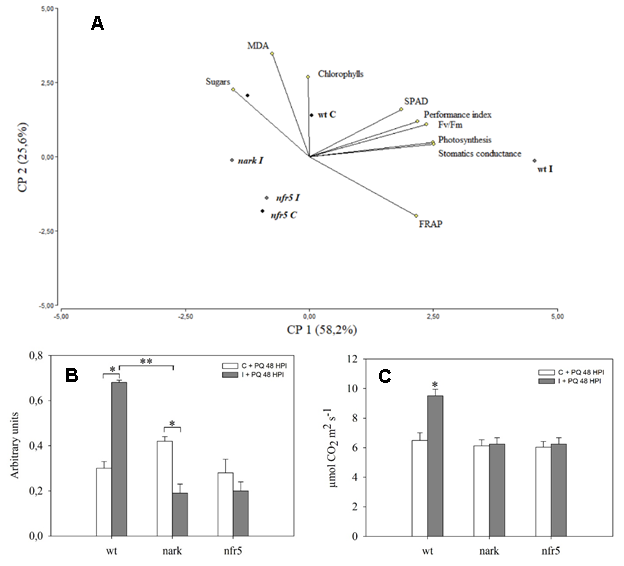 A
5,00
2,50
0,00
-2,50
-5,00
CP 2 (25,6%)
MDA
Sugars
Chlorophylls
wt C
SPAD
Performance index
Fv/Fm
Photosynthesis
Stomatics conductance
wt I
nark I
nfr5 I
nfr5 C
FRAP
-5,00 -2,50 0,00 2,50 5,00
CP 1 (58,2%)
B
0,8
0,6
0,4
0,2
0,0
Arbitrary units
C + PQ 48 HPI
I + PQ 48 HPI
*
**
*
wt nark nfr5
C
12
10
8
6
4
2
0
µmol CO2 m2 s-1
C + PQ 48 HPI
I + PQ 48 HPI
*
wt nark nfr5